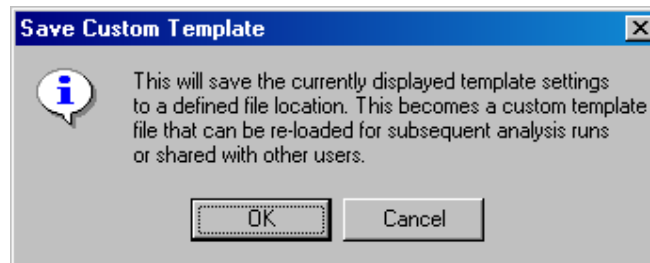 Save Custom Template
This will save the currently displayed template settings
to a defined file location. This becomes a custom template
file that can be re-loaded for subsequent analysis runs
or shared with other users.
OK
Cancel